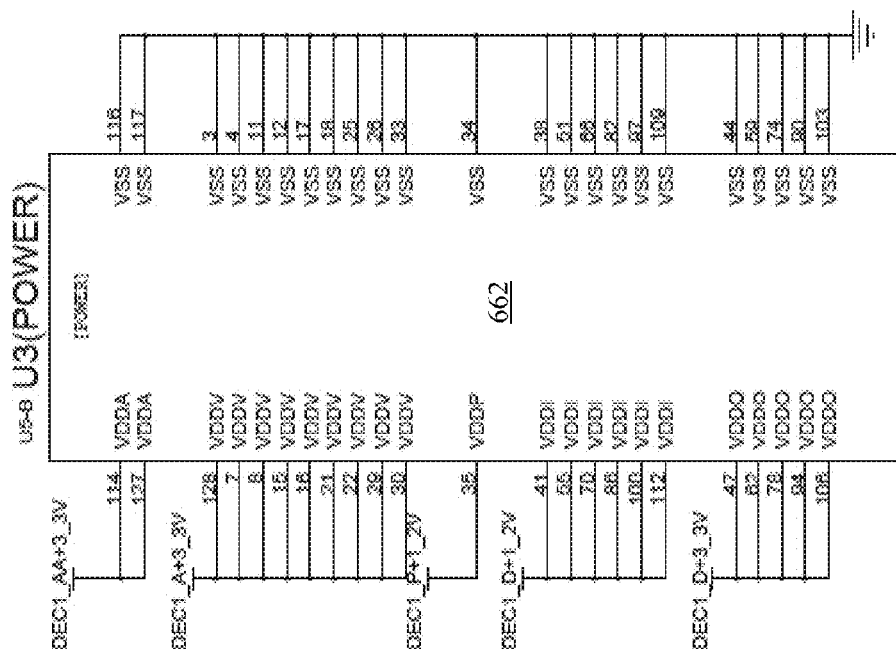 U5-B U3(POWER)
[POWER]
662
DEC1_AA+3_3V
114 VDDA VSS 116
127 VDDA VSS 117
DEC1_A+3_3V
128 VDDV VSS 3
7 VDDV VSS 4
8 VDDV VSS 11
15 VDDV VSS 12
16 VDDV VSS 17
21 VDDV VSS 18
22 VDDV VSS 25
29 VDDV VSS 26
30 VDDV VSS 33
DEC1_P+1_2V
35 VDDP VSS 34
DEC1_D+1_2V
41 VDDI VSS 38
55 VDDI VSS 51
70 VDDI VSS 66
86 VDDI VSS 82
100 VDDI VSS 97
112 VDDI VSS 109
DEC1_D+3_3V
47 VDDO VSS 44
62 VDDO VSS 59
78 VDDO VSS 74
94 VDDO VSS 90
106 VDDO VSS 103